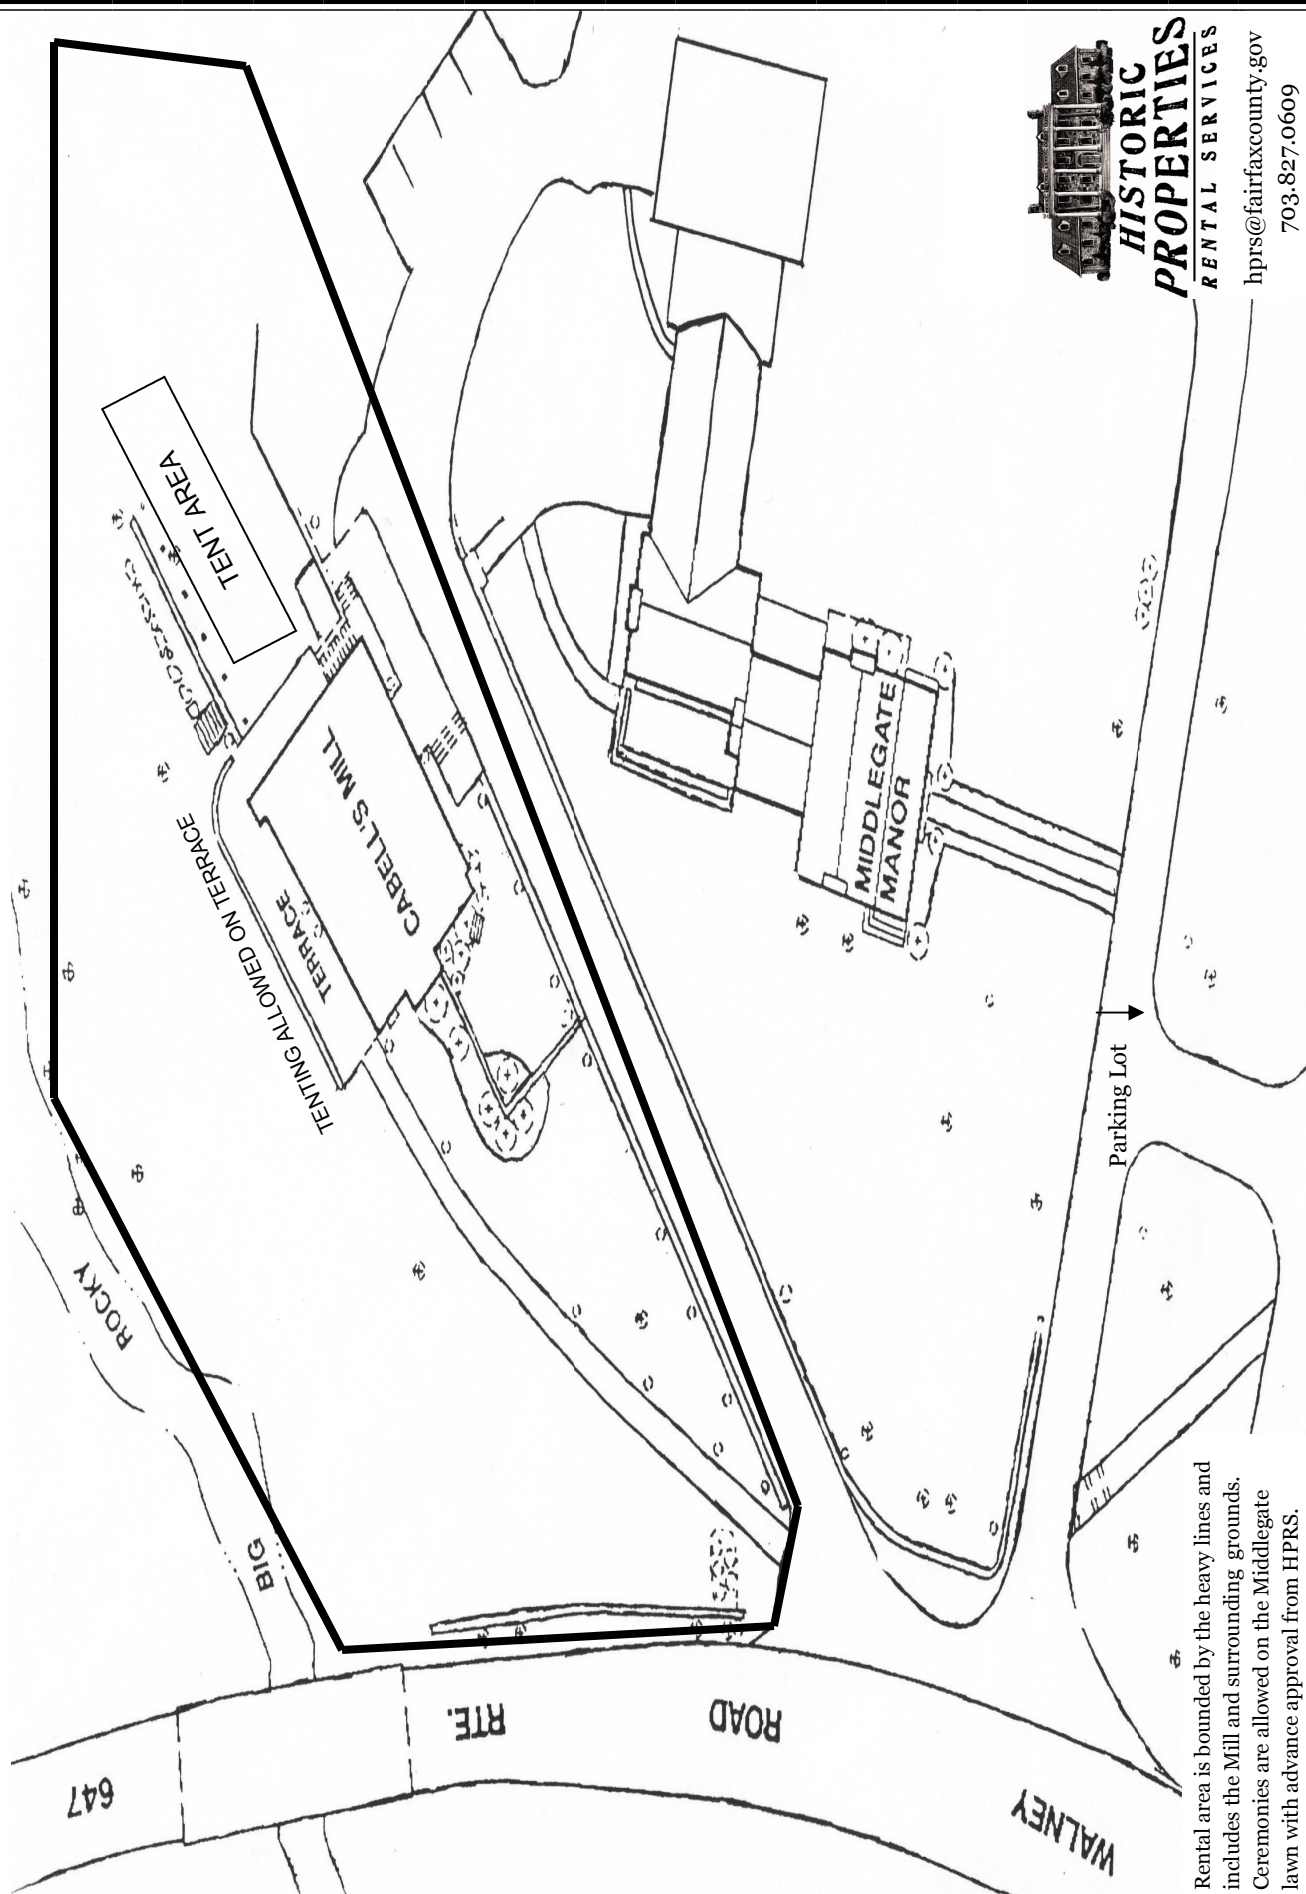 HISTORIC
PROPERTIES
RENTAL SERVICES
hprs@fairfaxcounty.gov
703.827.0609
TENT AREA
CABELL'S MILL
TERRACE
TENTING ALLOWED ON TERRACE
MIDDLEGATE
MANOR
Parking Lot
BIG
ROCKY
WALNEY
ROAD
RTE.
647
Rental area is bounded by the heavy lines and
includes the Mill and surrounding grounds.
Ceremonies are allowed on the Middlegate
lawn with advance approval from HPRS.